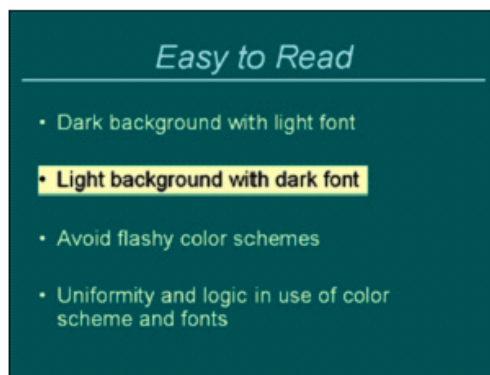 Easy to Read
• Dark background with light font
• Light background with dark font
• Avoid flashy color schemes
• Uniformity and logic in use of color
scheme and fonts